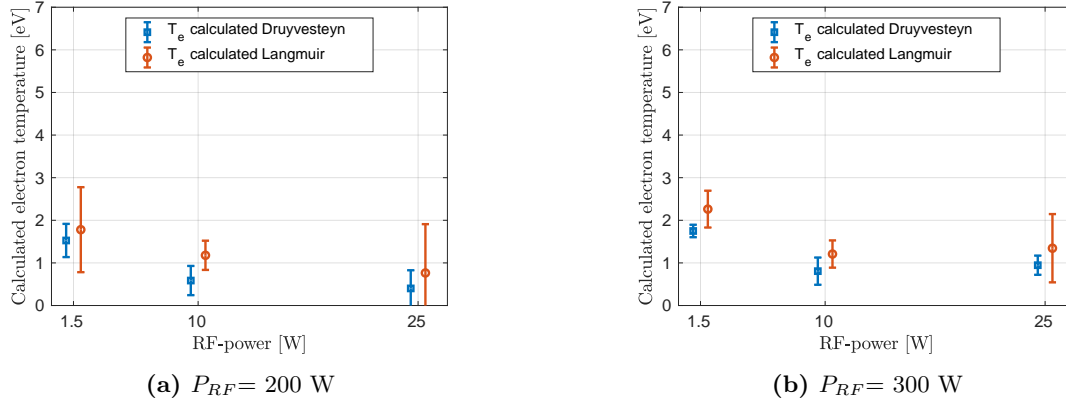 Calculated electron temperature [eV]
7
6
5
4
3
2
1
0
T_e calculated Druyvesteyn
T_e calculated Langmuir
1.5
10
25
RF-power [W]
(a) P_RF= 200 W
Calculated electron temperature [eV]
7
6
5
4
3
2
1
0
T_e calculated Druyvesteyn
T_e calculated Langmuir
1.5
10
25
RF-power [W]
(b) P_RF= 300 W